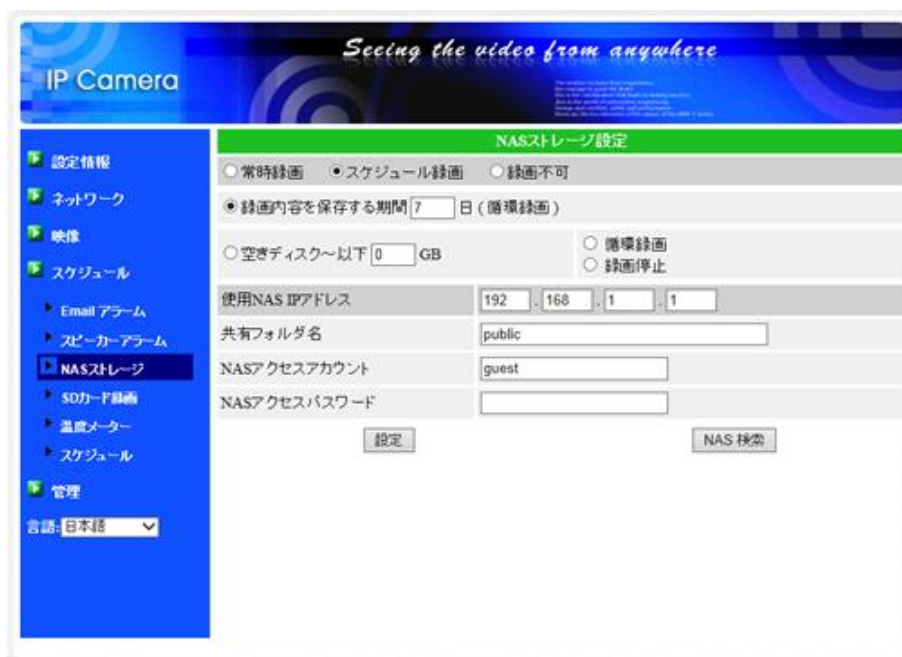 Seeing the video from anywhere
IP Camera
設定情報
ネットワーク
映像
スケジュール
Email アラーム
スピーカーアラーム
NASストレージ
SDカード録画
温度メーター
スケジュール
管理
言語: 日本語
NASストレージ設定
常時録画 スケジュール録画 録画不可
録画内容を保存する期間 7 日 ( 循環録画 )
空きディスク～以下 0 GB
循環録画
録画停止
使用NAS IPアドレス 192 . 168 . 1 . 1
共有フォルダ名 public
NASアクセスアカウント guest
NASアクセスパスワード
設定 NAS 検索